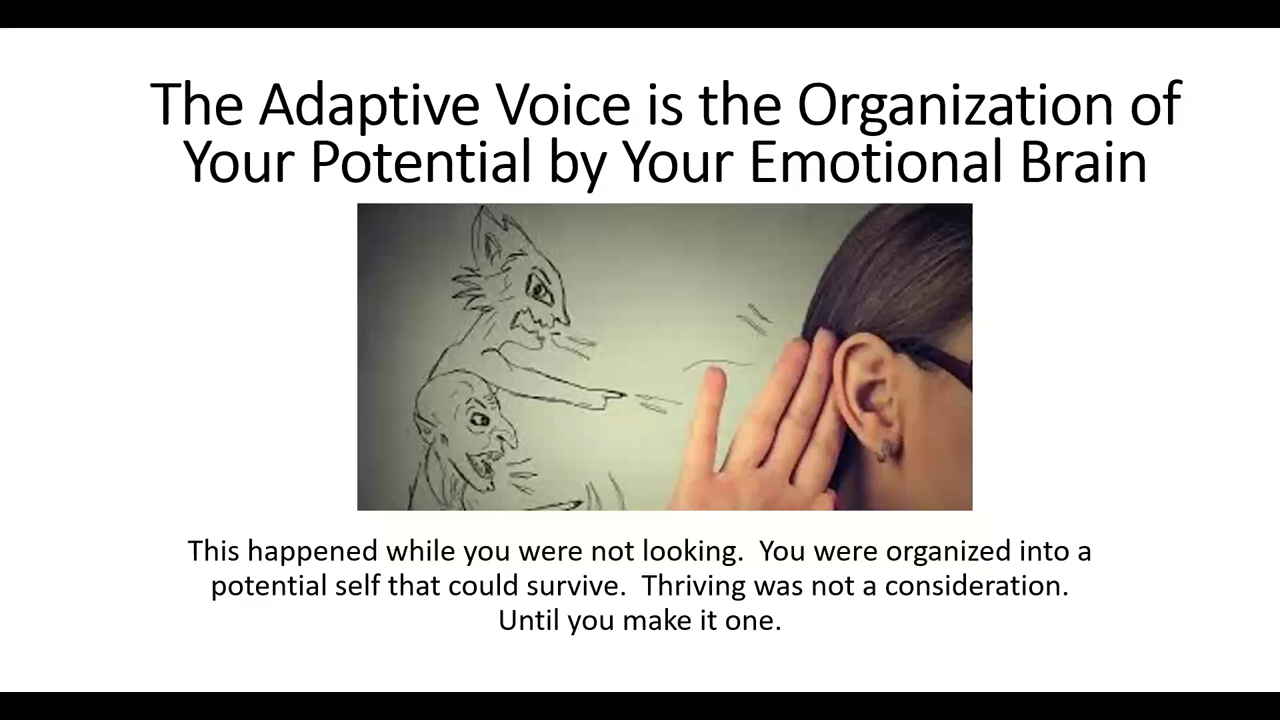 The Adaptive Voice is the Organization of
Your Potential by Your Emotional Brain
This happened while you were not looking.  You were organized into a
potential self that could survive.  Thriving was not a consideration.
Until you make it one.